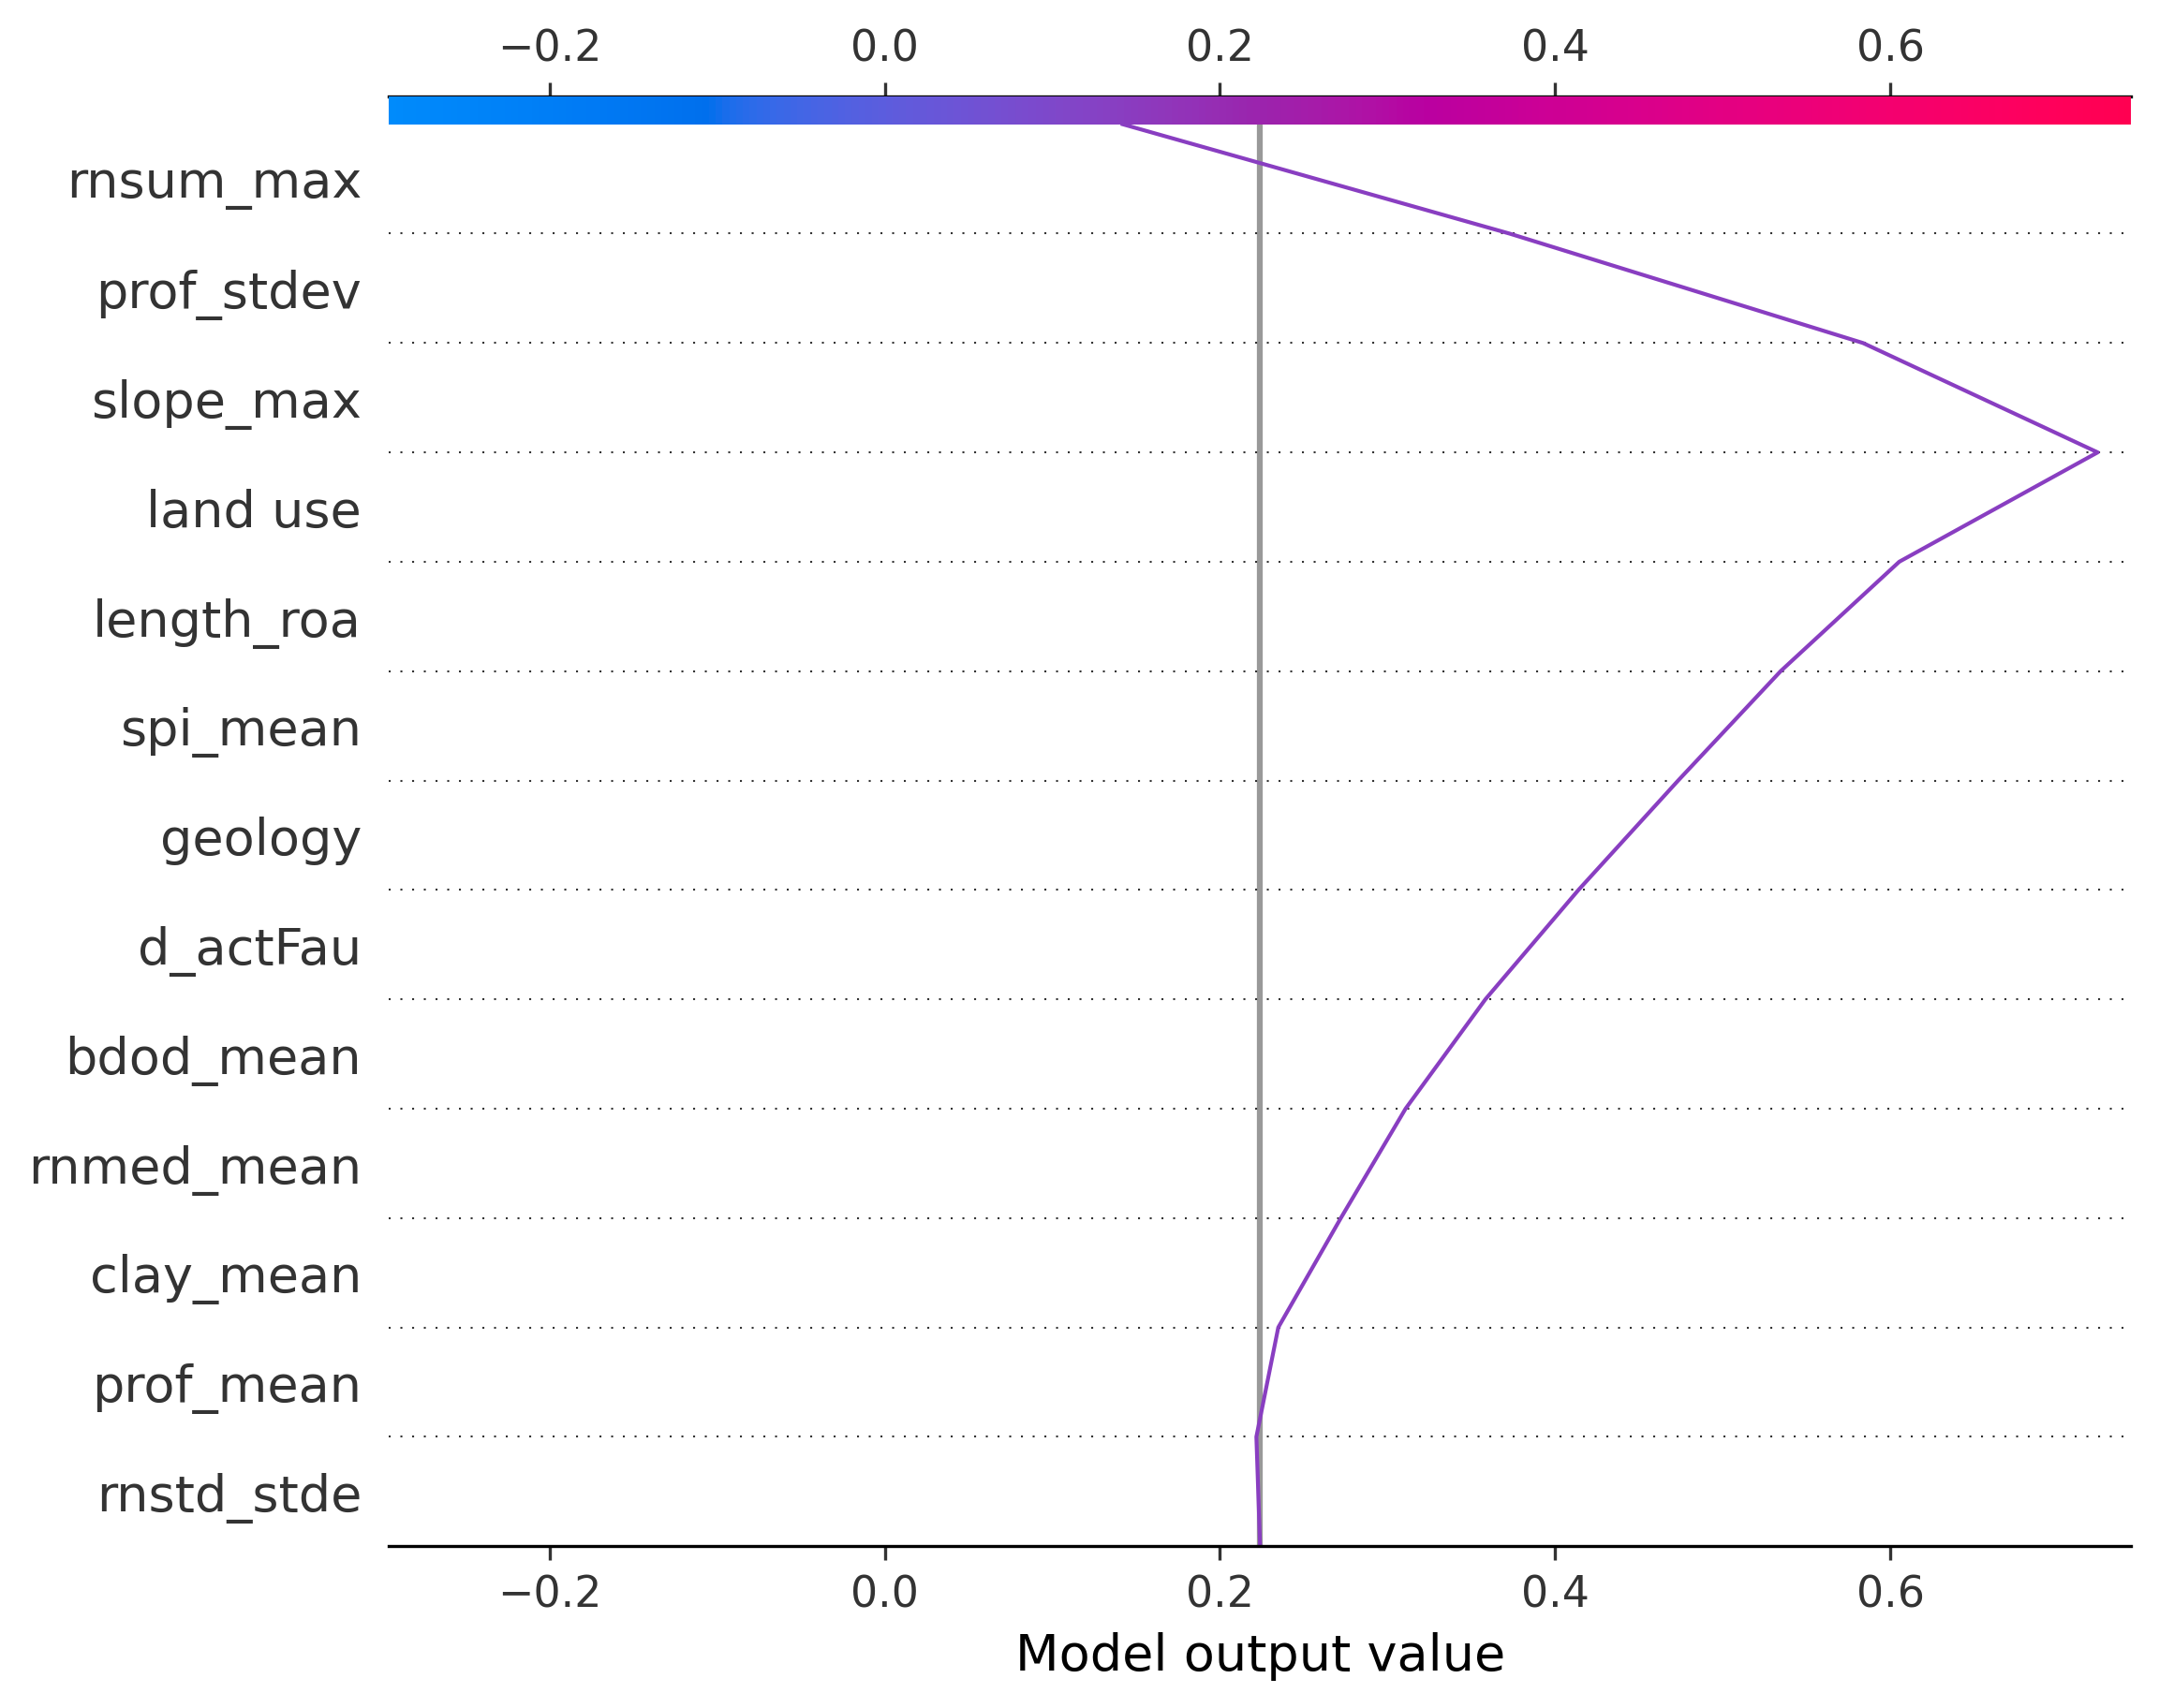 −0.2 0.0 0.2 0.4 0.6
rnsum_max
prof_stdev
slope_max
land use
length_roa
spi_mean
geology
d_actFau
bdod_mean
rnmed_mean
clay_mean
prof_mean
rnstd_stde
−0.2 0.0 0.2 0.4 0.6
Model output value